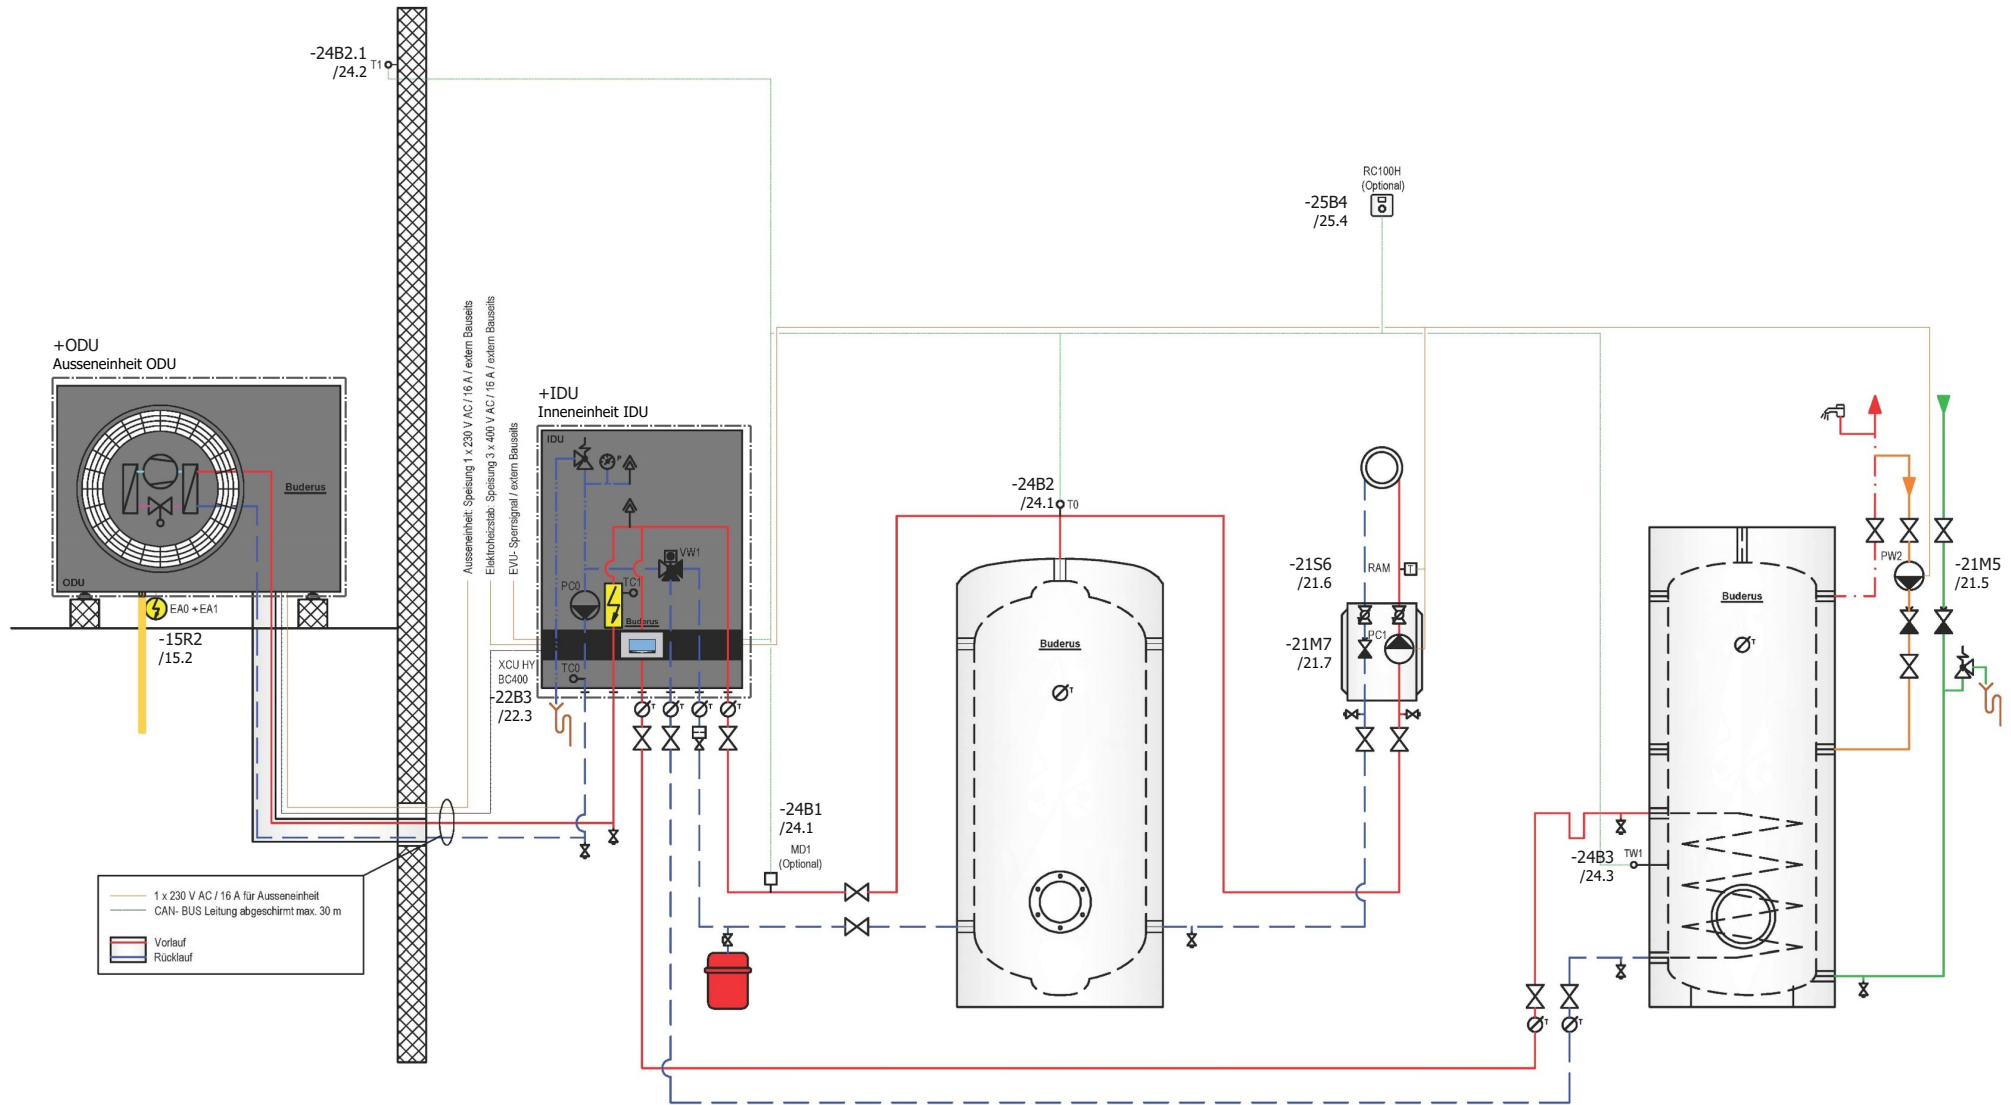 -24B2.1
/24.2
T1
RC100H
(Optional)
-25B4
/25.4
+ODU
Ausseneinheit ODU
Buderus
ODU
EA0 + EA1
-15R2
/15.2
Ausseneinheit: Speisung 1 x 230 V AC / 16 A / extern Bauseits
Elektroheizstab: Speisung 3 x 400 V AC / 16 A / extern Bauseits
EVU- Sperrsignal / extern Bauseits
+IDU
Inneneinheit IDU
IDU
P
VW1
PC0
TC1
Buderus
TC0
XCU HY
BC400
-22B3
/22.3
T
T
T
T
-24B1
/24.1
MD1
(Optional)
-24B2
/24.1
T0
Buderus
T
-21S6
/21.6
RAM
T
-21M7
/21.7
PC1
-24B3
/24.3
TW1
T
T
Buderus
T
PW2
-21M5
/21.5
1 x 230 V AC / 16 A für Ausseneinheit
CAN- BUS Leitung abgeschirmt max. 30 m
Vorlauf
Rücklauf